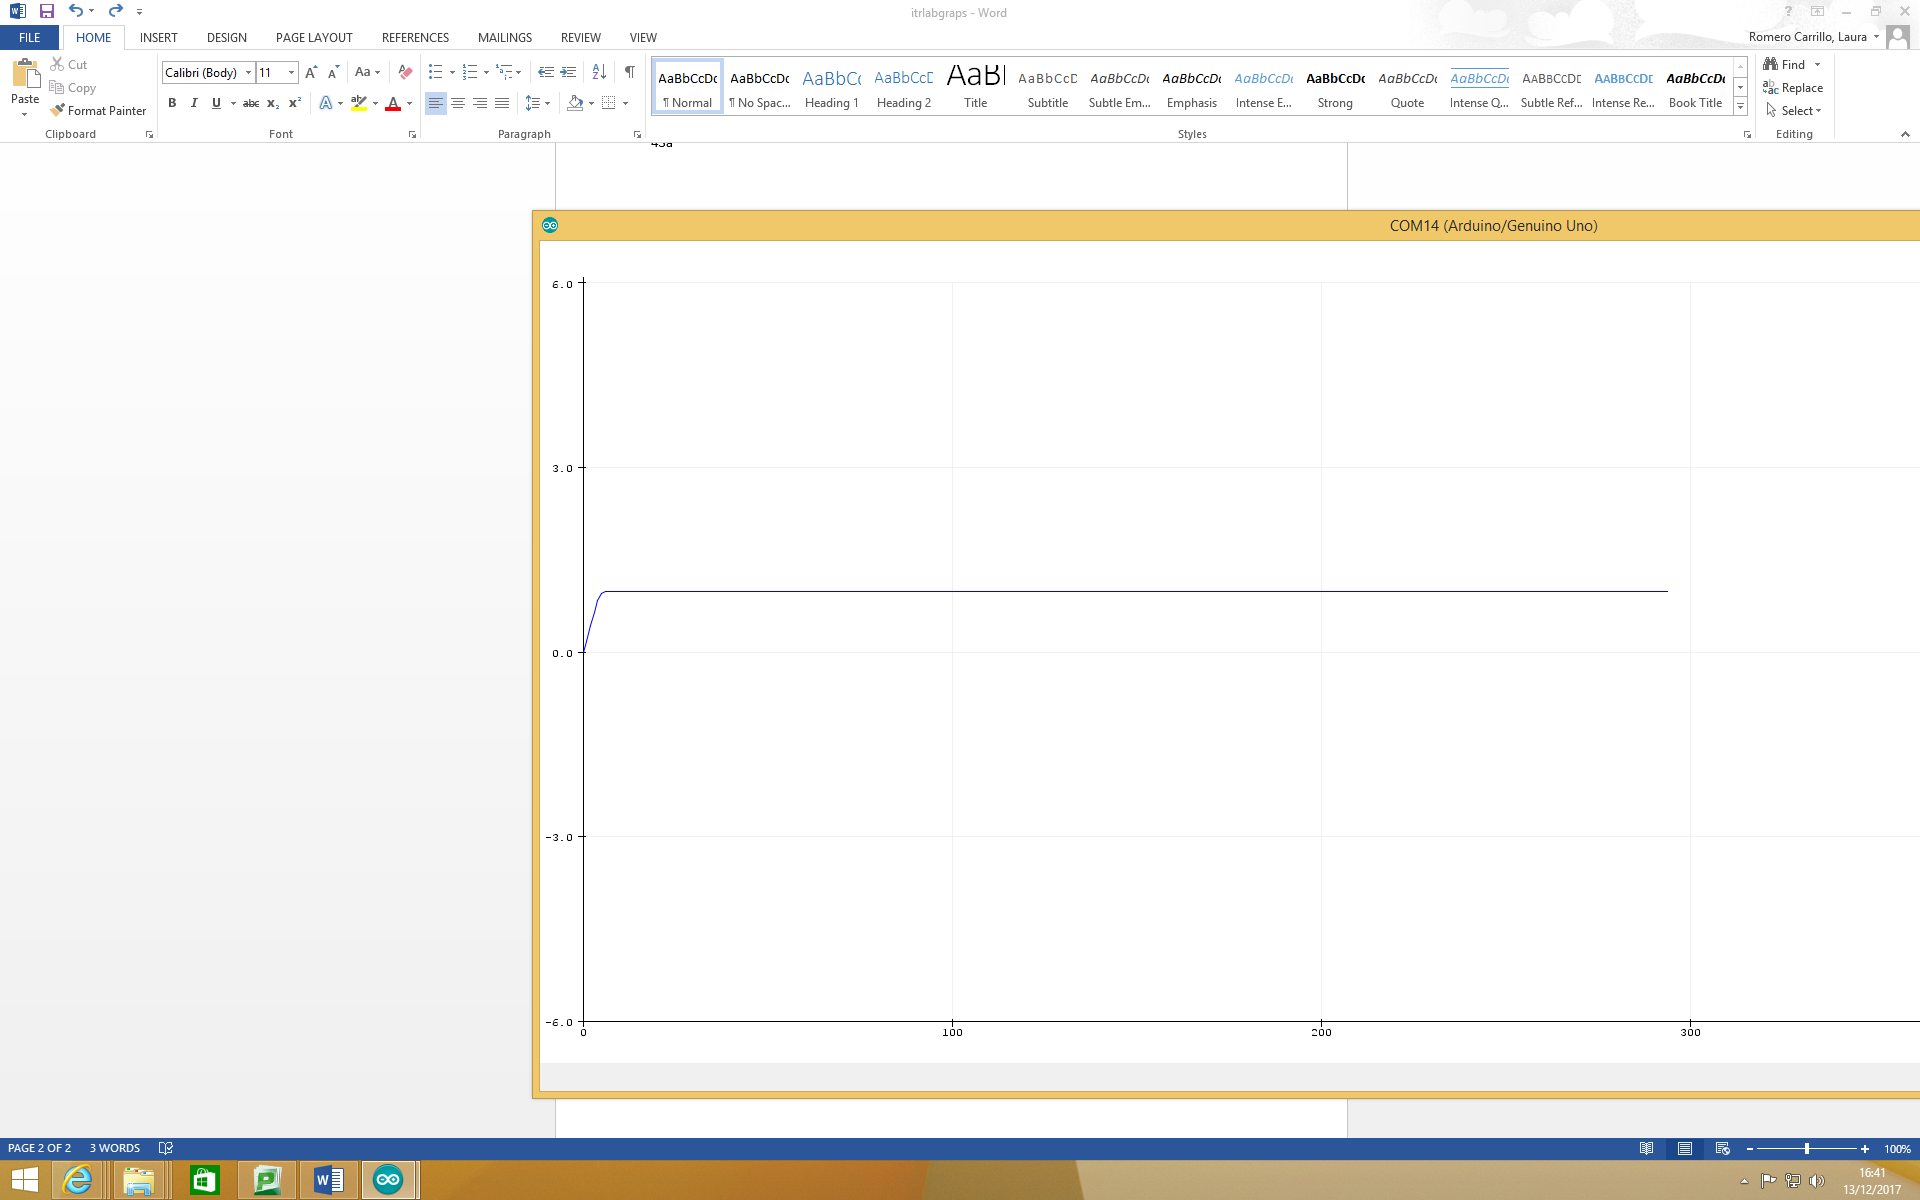 itrlabgraps - Word
FILE HOME INSERT DESIGN PAGE LAYOUT REFERENCES MAILINGS REVIEW VIEW
Romero Carrillo, Laura
Paste
Cut
Copy
Format Painter
Clipboard
Calibri (Body) 11
Font
Paragraph
AaBbCcDc AaBbCcDc AaBbCc AaBbCcD AaBl AaBbCcD AaBbCcDc AaBbCcDc AaBbCcDc AaBbCcDc AaBbCcDc AaBbCcDc AABBCCDE AABBCCDE AaBbCcDc
¶ Normal ¶ No Spac... Heading 1 Heading 2 Title Subtitle Subtle Em... Emphasis Intense E... Strong Quote Intense Q... Subtle Ref... Intense Re... Book Title
Styles
Find
Replace
Select
Editing
COM14 (Arduino/Genuino Uno)
6.0
3.0
0.0
-3.0
-6.0
0 100 200 300
PAGE 2 OF 2 3 WORDS
100%
16:41
13/12/2017